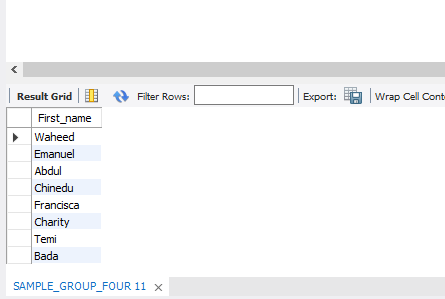 Result Grid Filter Rows: Export: Wrap Cell Conte
First_name
Waheed
Emanuel
Abdul
Chinedu
Francisca
Charity
Temi
Bada
SAMPLE_GROUP_FOUR 11